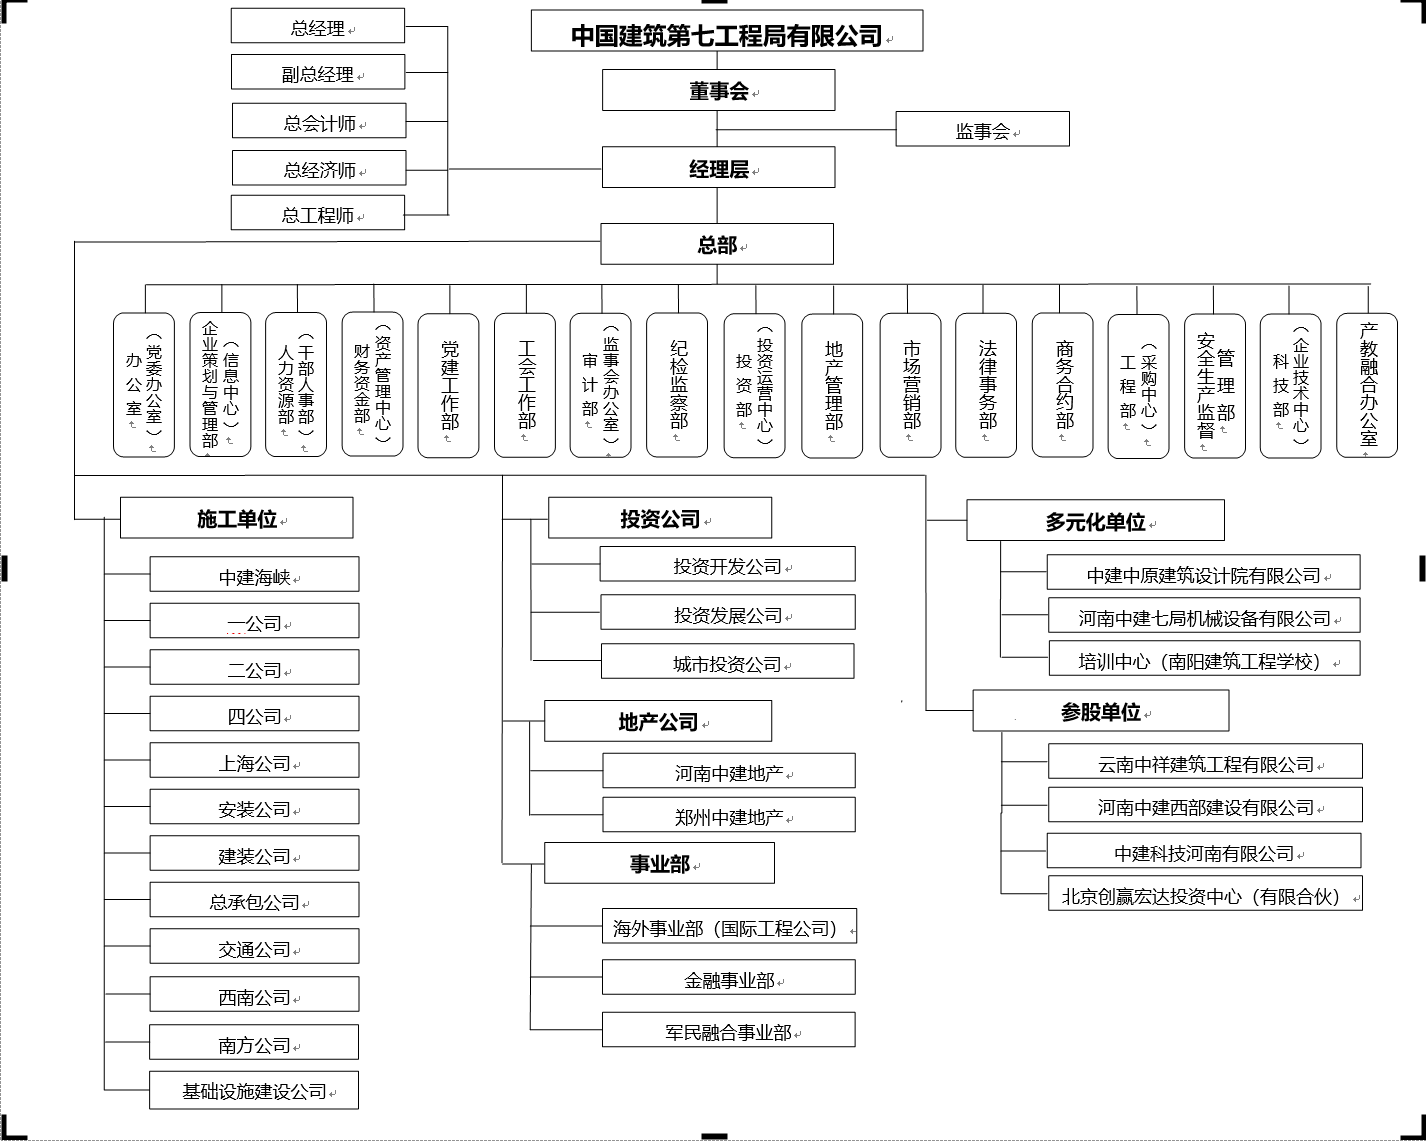 中国建筑第七工程局有限公司
董事会
监事会
经理层
总经理
副总经理
总会计师
总经济师
总工程师
总部
办公室
（党委办公室）
企业策划与管理部
（信息中心）
人力资源部
（干部人事部）
财务资金部
（资产管理中心）
党建工作部
工会工作部
审计部
（监事会办公室）
纪检监察部
投资部
（投资运营中心）
地产管理部
市场营销部
法律事务部
商务合约部
工程部
（采购中心）
安全生产监督
管理部
科技部
（企业技术中心）
产教融合办公室
施工单位
中建海峡
一公司
二公司
四公司
上海公司
安装公司
建装公司
总承包公司
交通公司
西南公司
南方公司
基础设施建设公司
投资公司
投资开发公司
投资发展公司
城市投资公司
地产公司
河南中建地产
郑州中建地产
事业部
海外事业部（国际工程公司）
金融事业部
军民融合事业部
多元化单位
中建中原建筑设计院有限公司
河南中建七局机械设备有限公司
培训中心（南阳建筑工程学校）
参股单位
云南中祥建筑工程有限公司
河南中建西部建设有限公司
中建科技河南有限公司
北京创赢宏达投资中心（有限合伙）